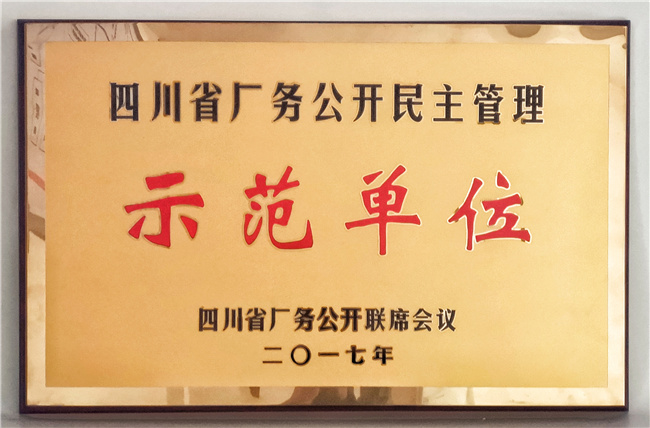 四川省厂务公开民主管理
示范单位
四川省厂务公开联席会议
二〇一七年